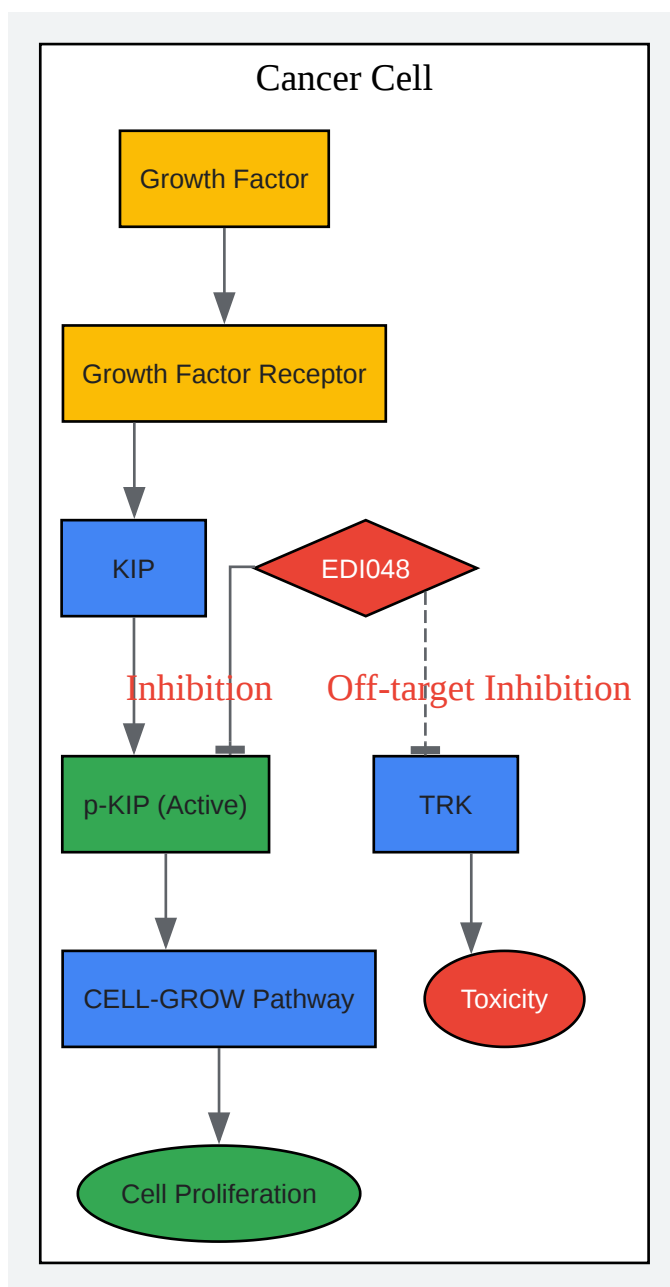 Cancer Cell
Growth Factor
Growth Factor Receptor
KIP
EDI048
Inhibition
Off-target Inhibition
p-KIP (Active)
TRK
CELL-GROW Pathway
Toxicity
Cell Proliferation